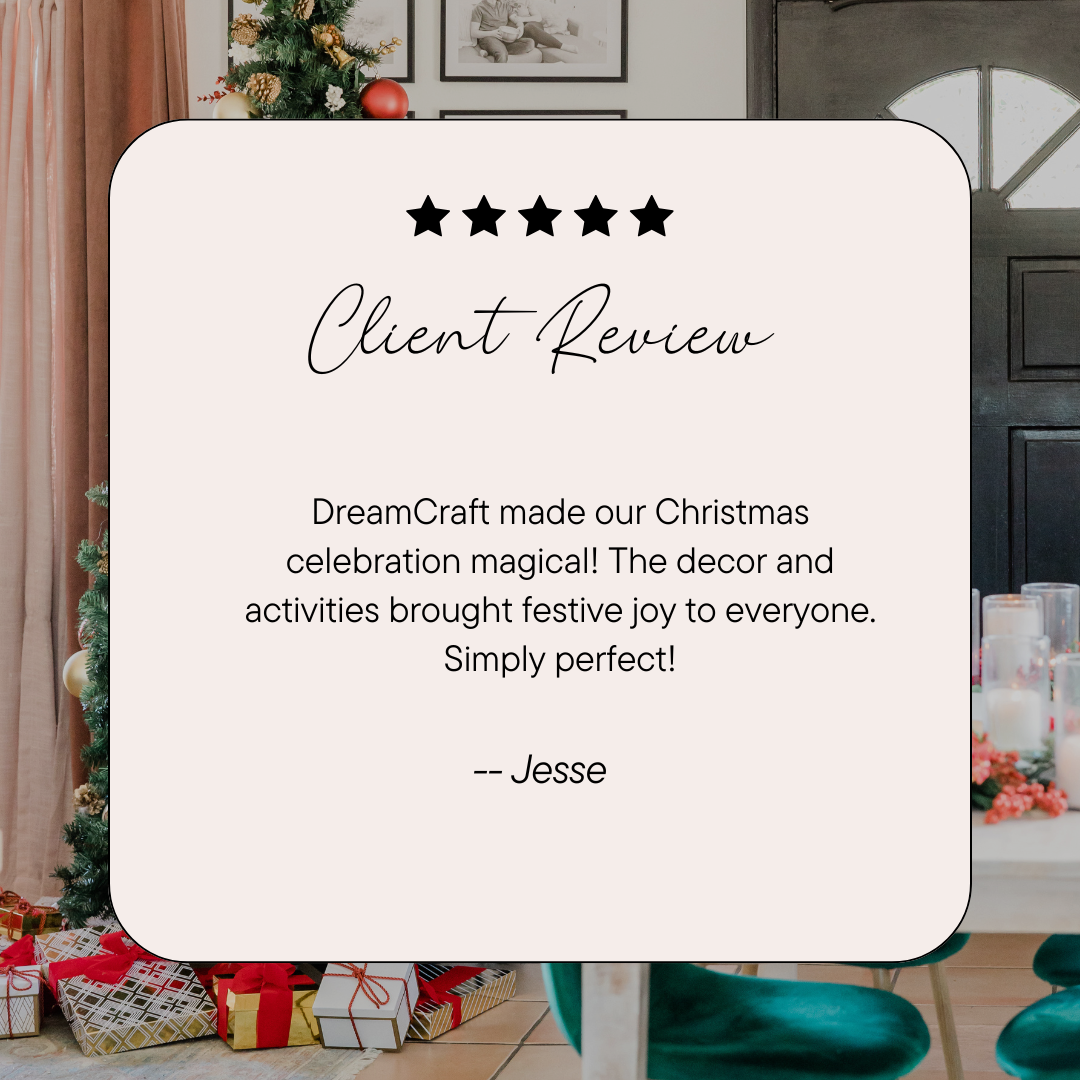 Client Review
DreamCraft made our Christmas
celebration magical! The decor and
activities brought festive joy to everyone.
Simply perfect!
-- Jesse